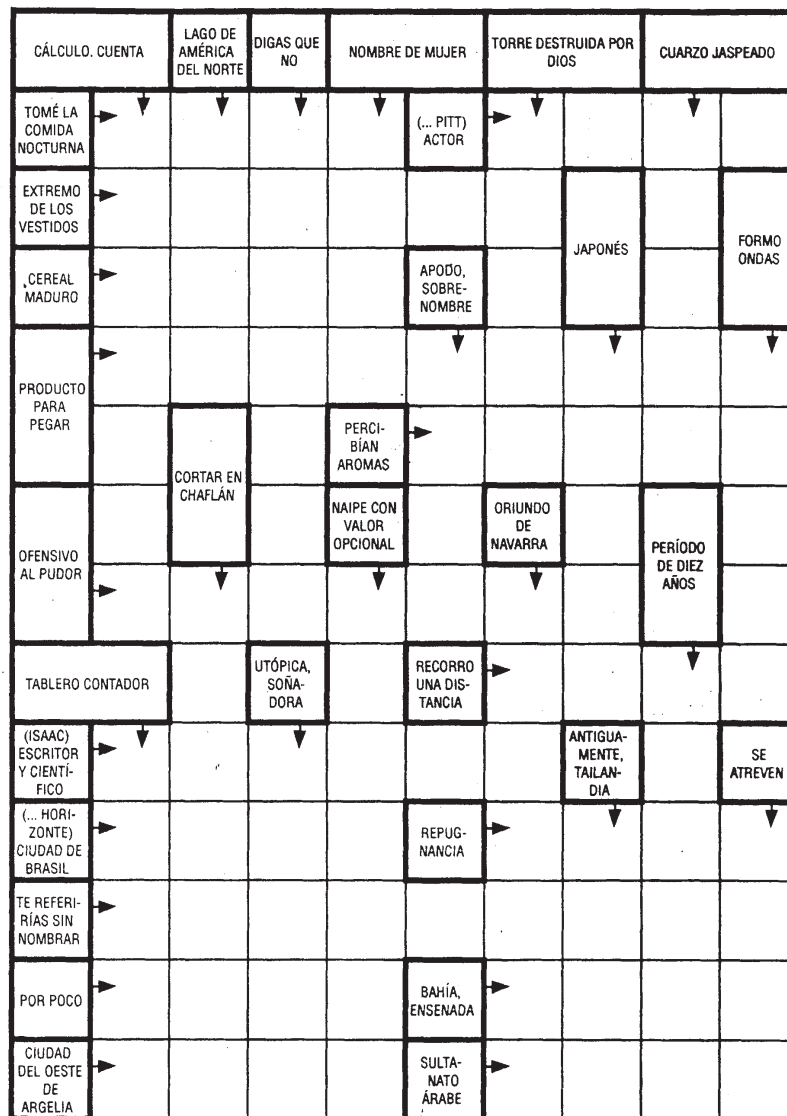 CÁLCULO. CUENTA
LAGO DE
AMÉRICA
DEL NORTE
DIGAS QUE
NO
NOMBRE DE MUJER
TORRE DESTRUIDA POR
DIOS
CUARZO JASPEADO
TOMÉ LA
COMIDA
NOCTURNA
(... PITT)
ACTOR
EXTREMO
DE LOS
VESTIDOS
JAPONÉS
FORMO
ONDAS
CEREAL
MADURO
APODO,
SOBRE-
NOMBRE
PRODUCTO
PARA
PEGAR
CORTAR EN
CHAFLÁN
PERCI-
BÍAN
AROMAS
OFENSIVO
AL PUDOR
NAIPE CON
VALOR
OPCIONAL
ORIUNDO
DE
NAVARRA
PERÍODO
DE DIEZ
AÑOS
TABLERO CONTADOR
UTÓPICA,
SOÑA-
DORA
RECORRO
UNA DIS-
TANCIA
(ISAAC)
ESCRITOR
Y CIENTÍ-
FICO
ANTIGUA-
MENTE,
TAILAN-
DIA
SE
ATREVEN
(... HORI-
ZONTE)
CIUDAD DE
BRASIL
REPUG-
NANCIA
TE REFERI-
RÍAS SIN
NOMBRAR
POR POCO
BAHÍA,
ENSENADA
CIUDAD
DEL OESTE
DE
ARGELIA
SULTA-
NATO
ÁRABE